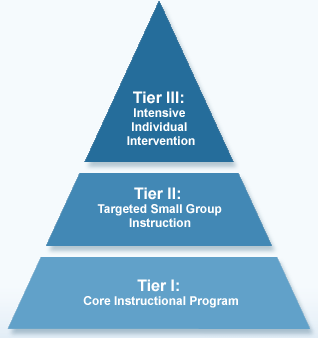 Tier III:
Intensive
Individual
Intervention
Tier II:
Targeted Small Group
Instruction
Tier I:
Core Instructional Program